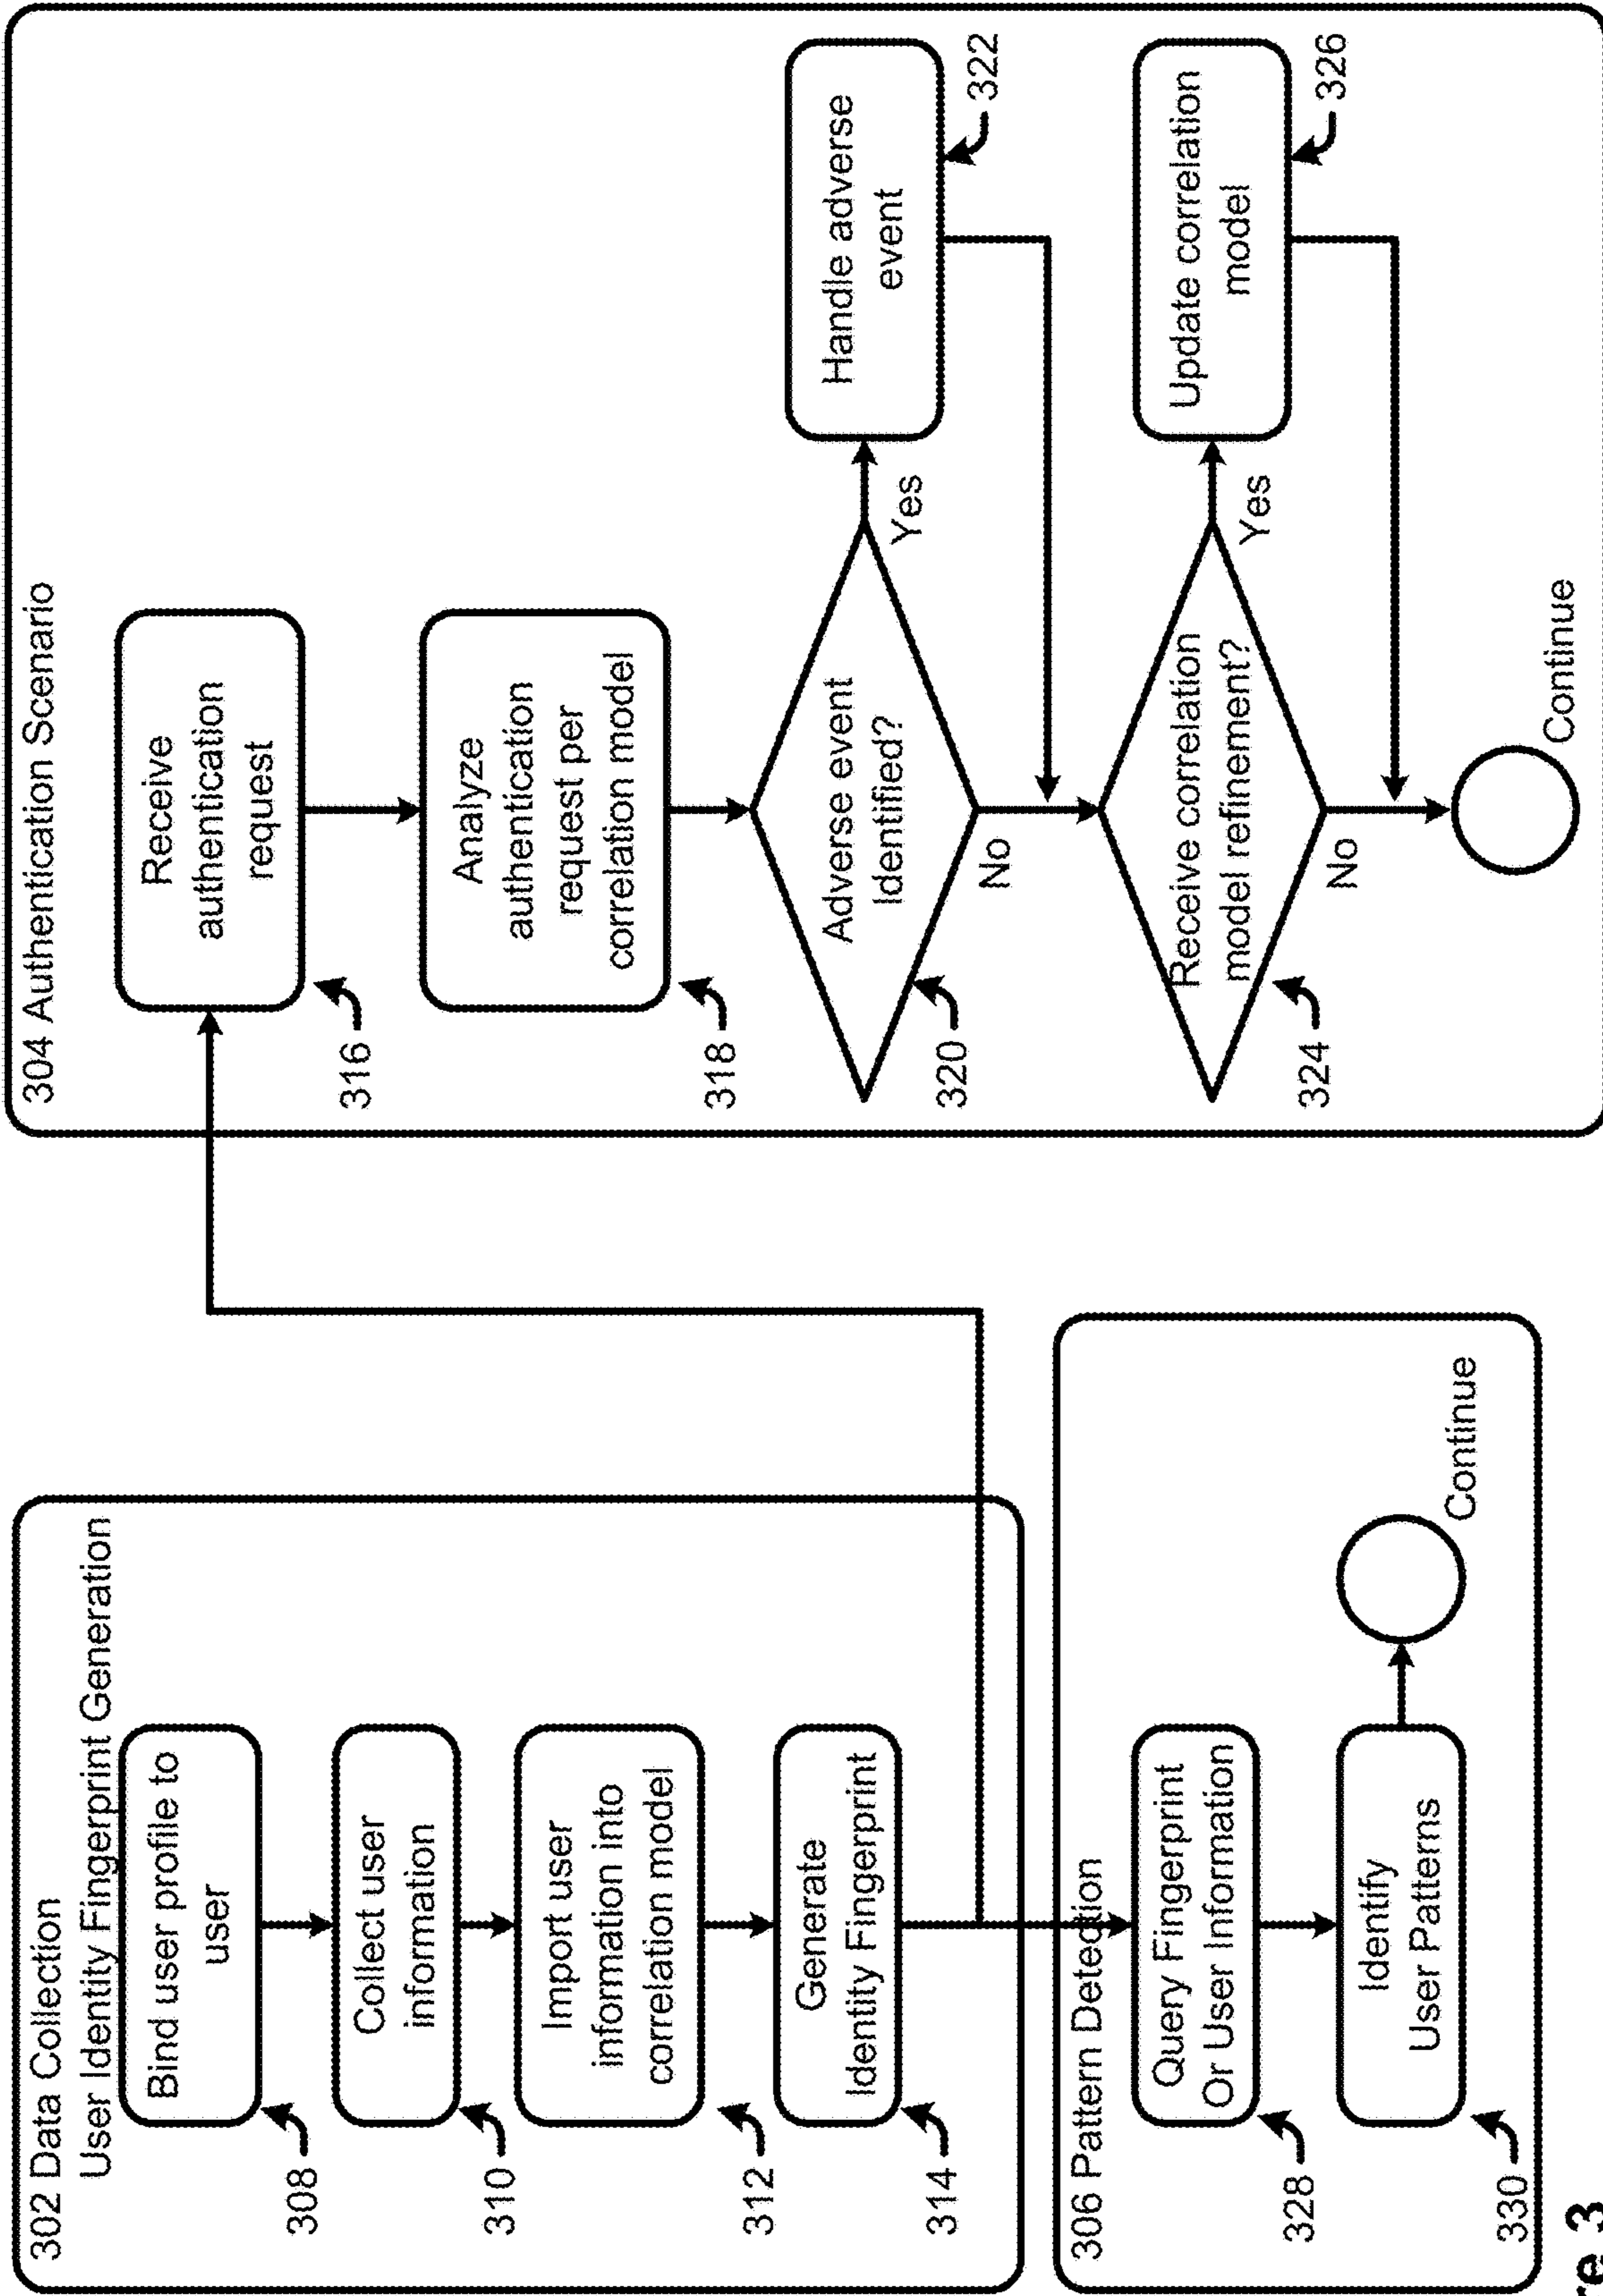 302 Data Collection
User Identity Fingerprint Generation
Bind user profile to
user
308
Collect user
information
310
Import user
information into
correlation model
312
Generate
Identity Fingerprint
314
306 Pattern Detection
Query Fingerprint
Or User Information
328
Identify
User Patterns
330
Continue
304 Authentication Scenario
Receive
authentication
request
316
Analyze
authentication
request per
correlation model
318
Adverse event
Identified?
320
Yes
No
Handle adverse
event
322
Receive correlation
model refinement?
324
Yes
No
Update correlation
model
326
Continue
re 3